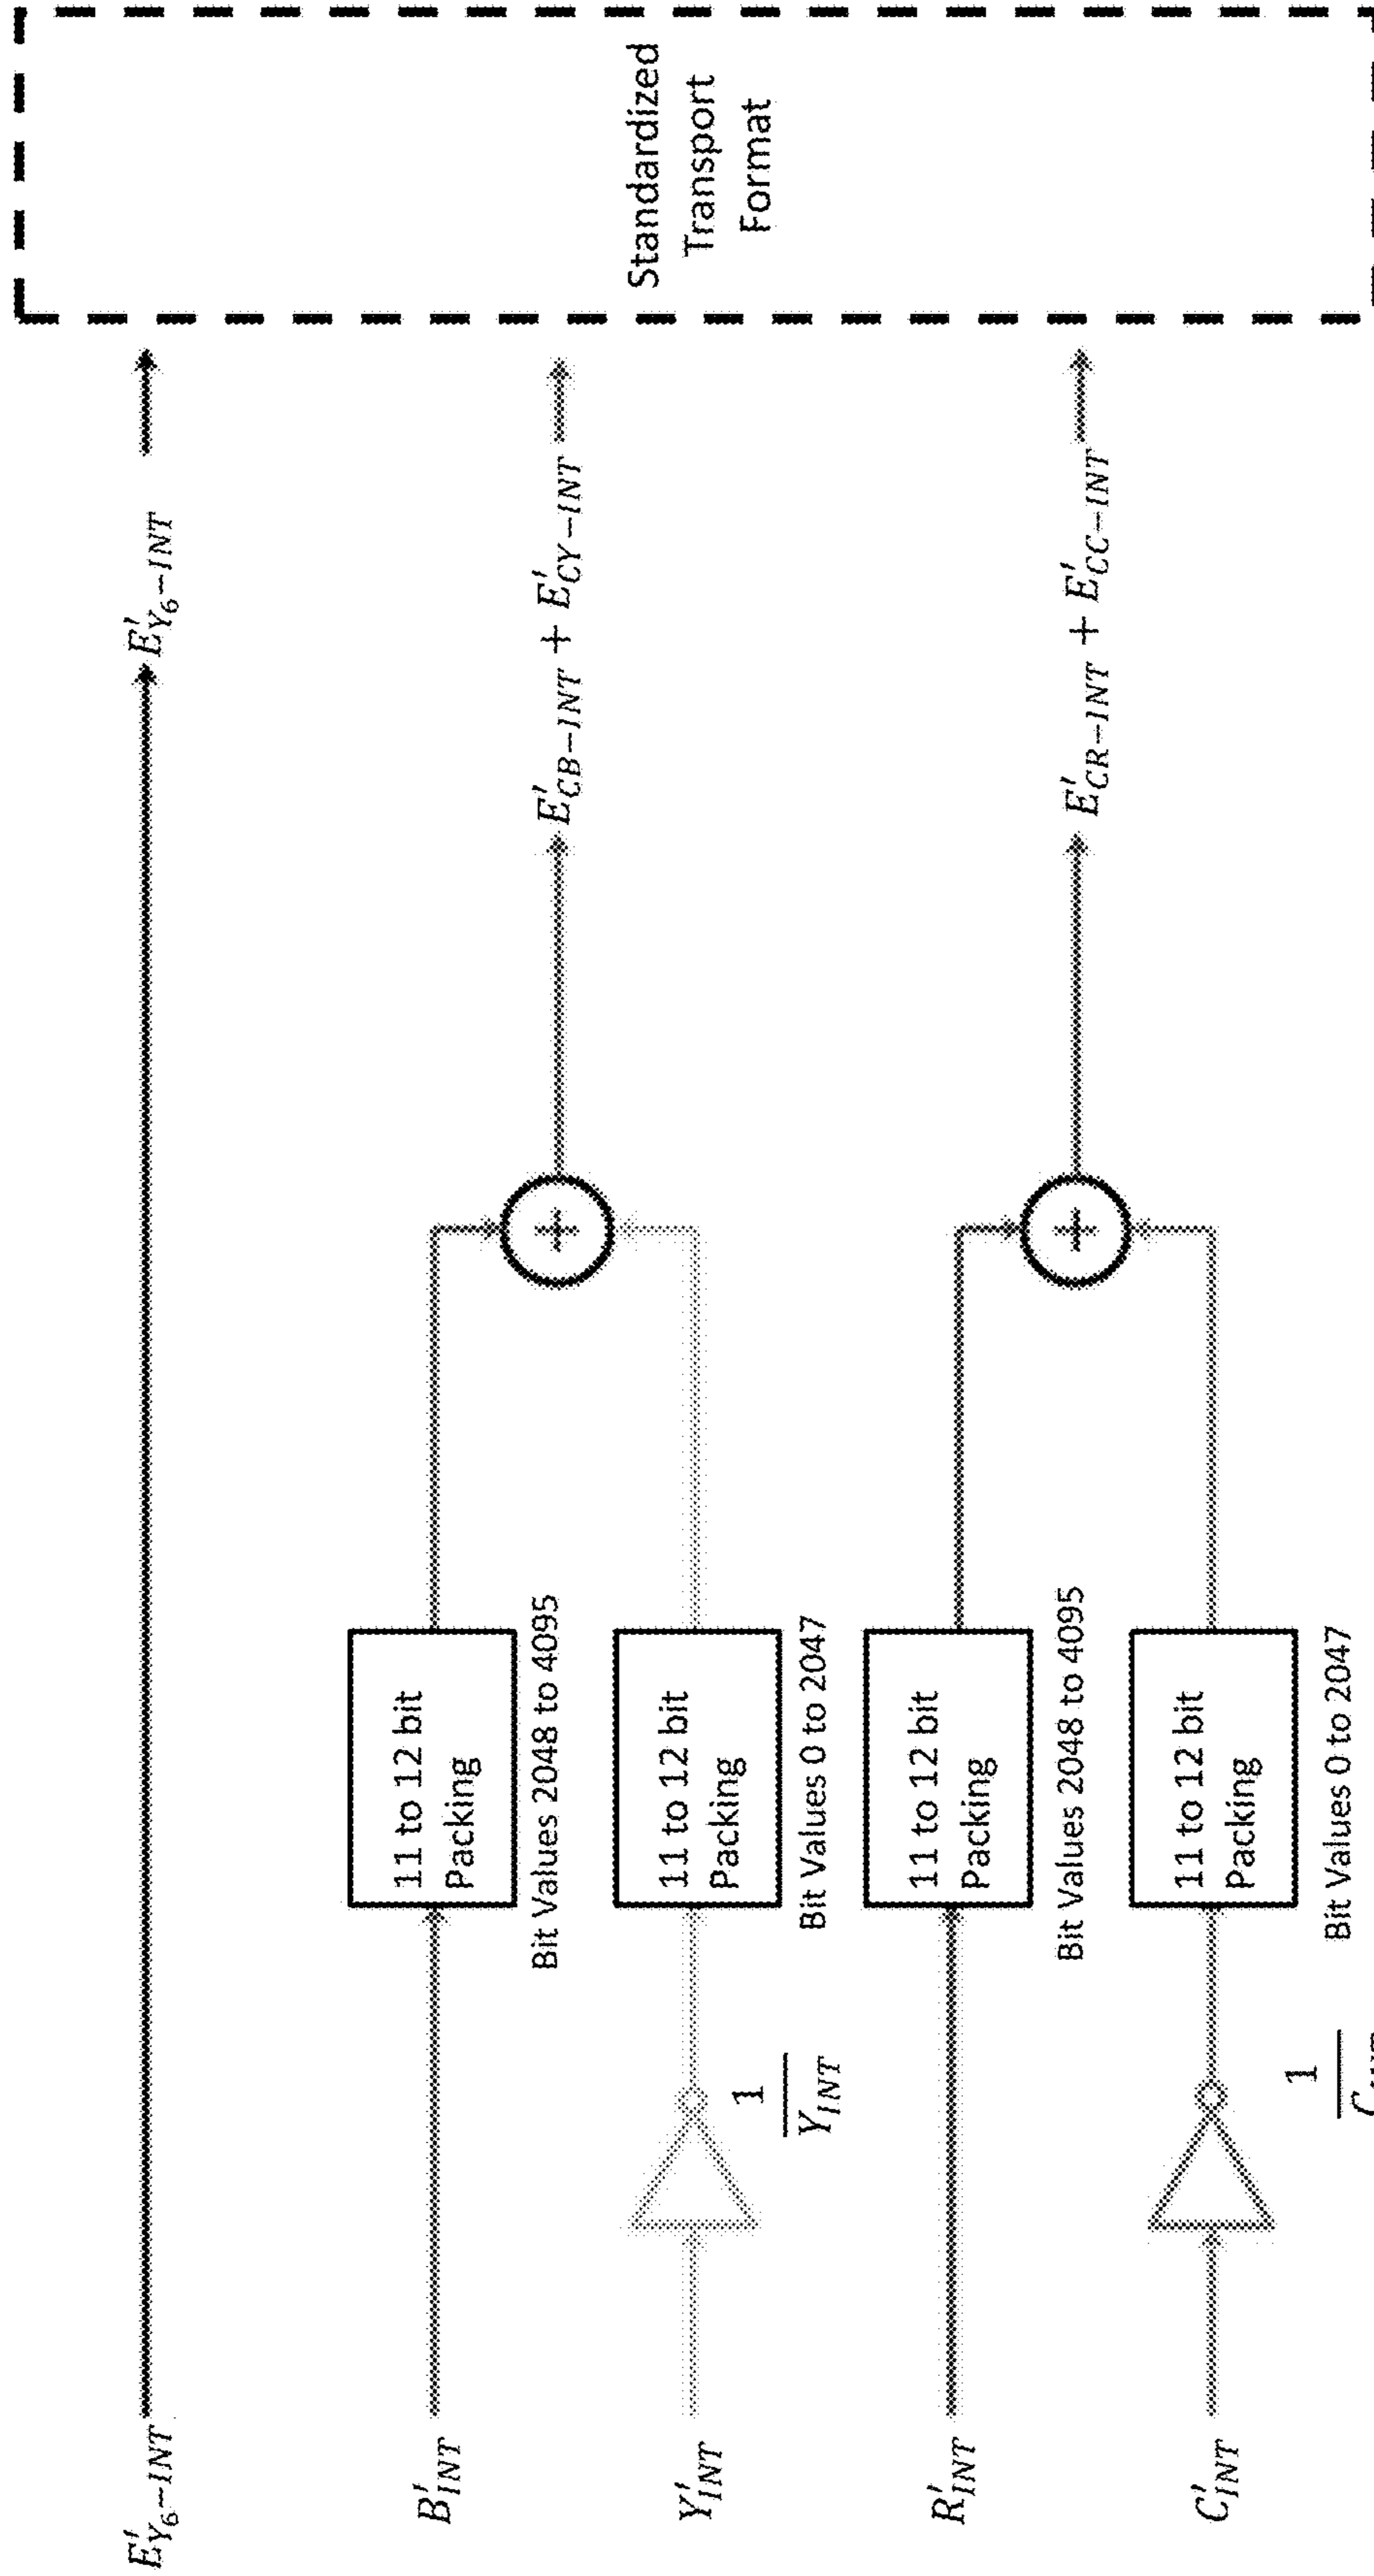 E'Y₆−INT
E'Y₆−INT
B'INT
11 to 12 bit
Packing
Bit Values 2048 to 4095
Y'INT
1
YINT
11 to 12 bit
Packing
Bit Values 0 to 2047
+
E'CB−INT + E'CY−INT
R'INT
11 to 12 bit
Packing
Bit Values 2048 to 4095
C'INT
1
11 to 12 bit
Packing
Bit Values 0 to 2047
+
E'CR−INT + E'CC−INT
Standardized
Transport
Format